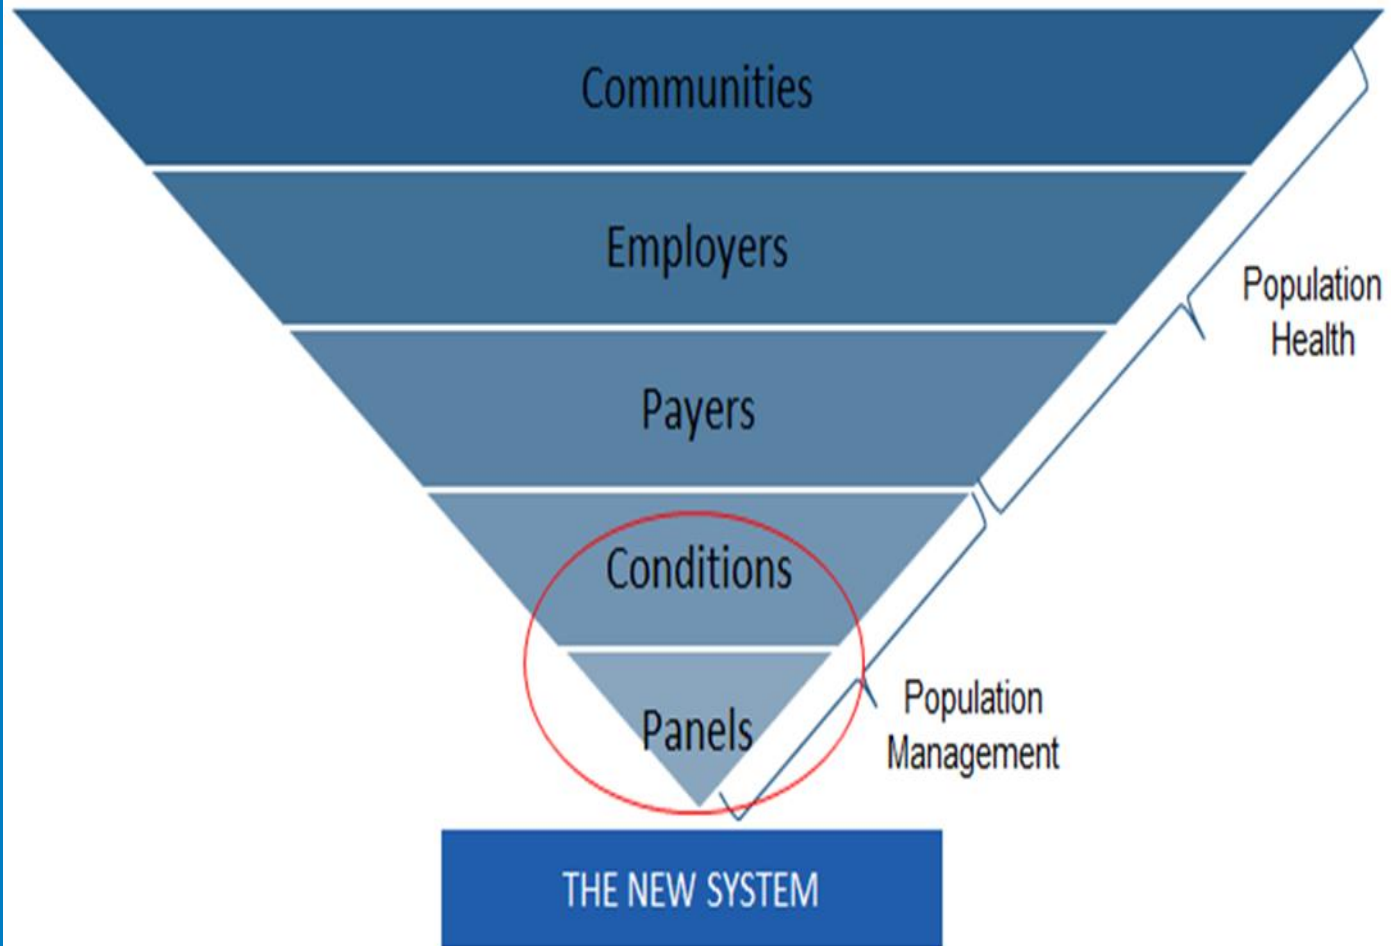 Communities
Employers
Population
Health
Payers
Conditions
Population
Management
Panels
THE NEW SYSTEM